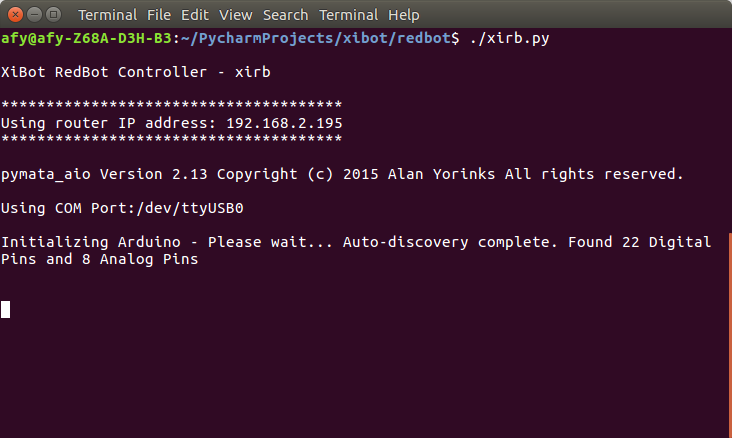 Terminal File Edit View Search Terminal Help
afy@afy-Z68A-D3H-B3:~/PycharmProjects/xibot/redbot$ ./xirb.py
XiBot RedBot Controller - xirb
**************************************
Using router IP address: 192.168.2.195
**************************************
pymata_aio Version 2.13 Copyright (c) 2015 Alan Yorinks All rights reserved.
Using COM Port:/dev/ttyUSB0
Initializing Arduino - Please wait... Auto-discovery complete. Found 22 Digital
Pins and 8 Analog Pins